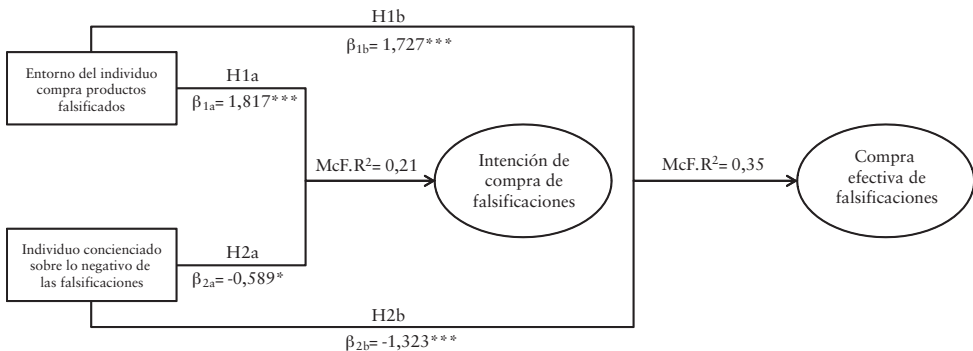 H1b
β1b= 1,727***
Entorno del individuo
compra productos
falsificados
H1a
β1a= 1,817***
McF.R²= 0,21
Intención de
compra de
falsificaciones
McF.R²= 0,35
Compra
efectiva de
falsificaciones
Individuo concienciado
sobre lo negativo de
las falsificaciones
H2a
β2a= -0,589*
H2b
β2b= -1,323***